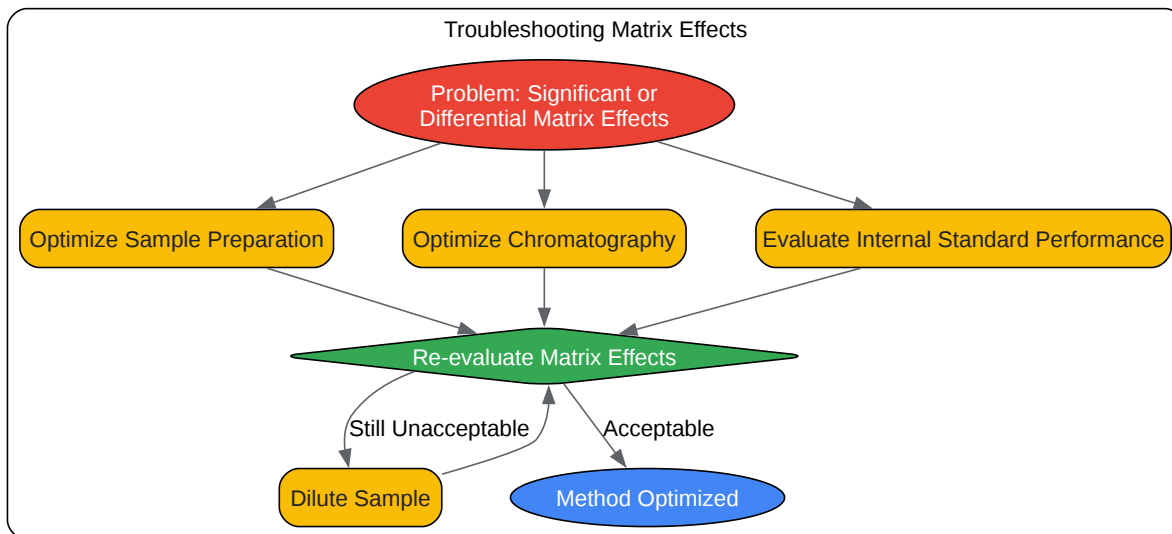 Troubleshooting Matrix Effects
Problem: Significant or
Differential Matrix Effects
Optimize Sample Preparation
Optimize Chromatography
Evaluate Internal Standard Performance
Re-evaluate Matrix Effects
Still Unacceptable
Acceptable
Dilute Sample
Method Optimized